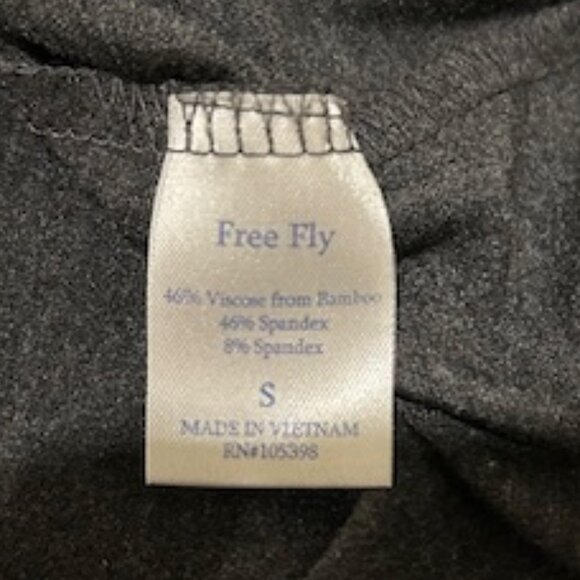 Free Fly
46% Viscose from Bamboo
46% Spandex
8% Spandex
S
MADE IN VIETNAM
RN#105398